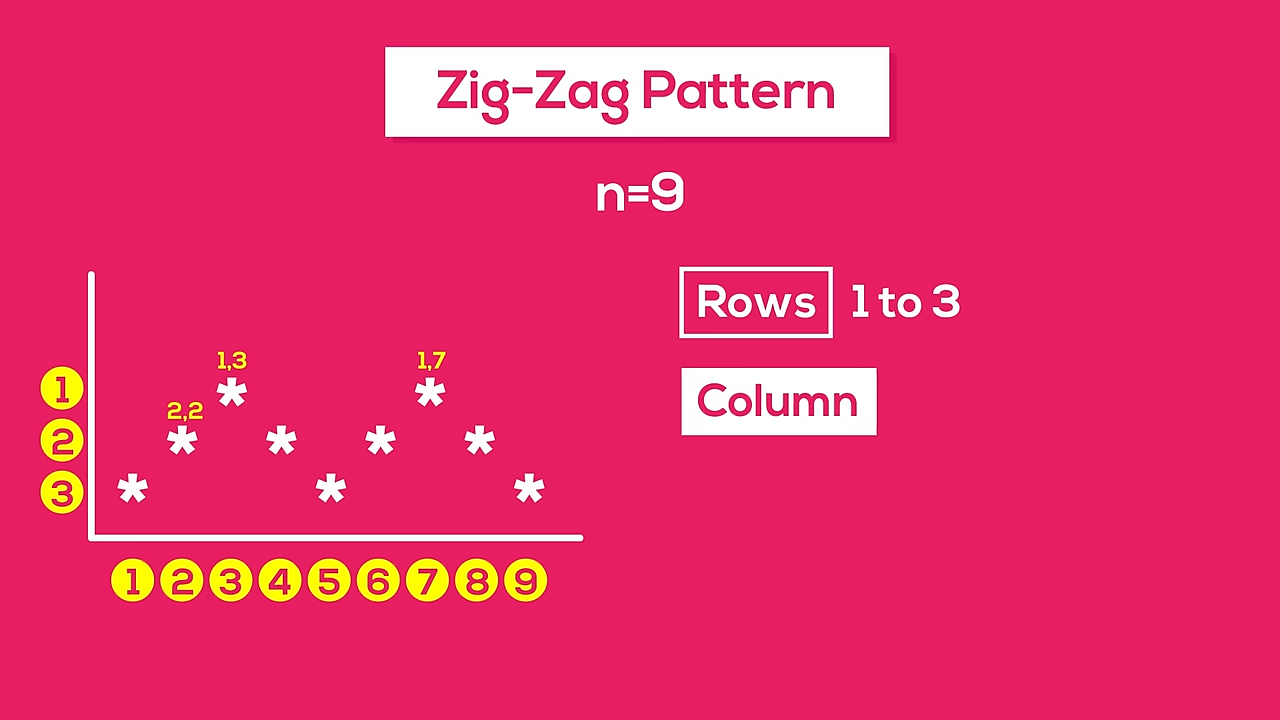 Zig-Zag Pattern
n=9
Rows 1 to 3
Column
1,3 1,7
1 * *
2,2
2 * * * *
3 * * *
1 2 3 4 5 6 7 8 9